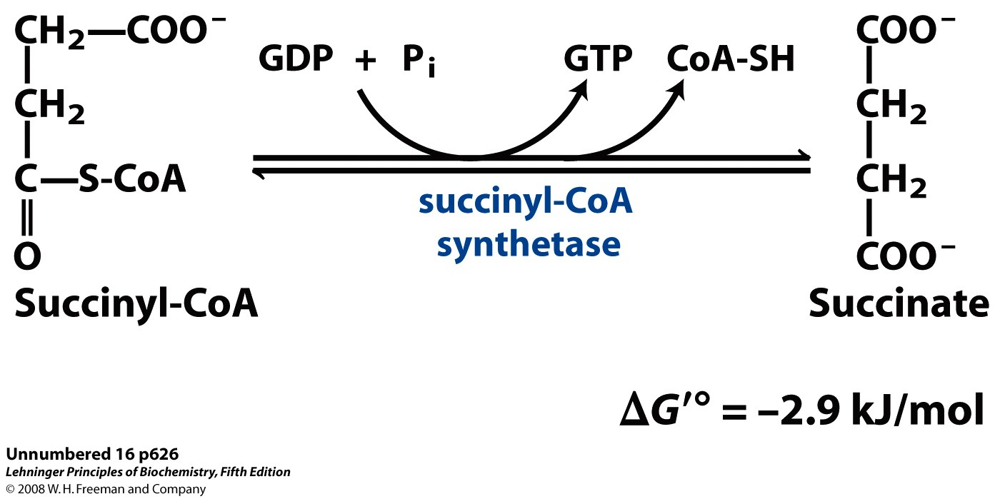 CH₂—COO⁻
CH₂
C—S-CoA
O
Succinyl-CoA
GDP + Pᵢ
GTP
CoA-SH
succinyl-CoA
synthetase
COO⁻
CH₂
CH₂
COO⁻
Succinate
ΔG′° = –2.9 kJ/mol
Unnumbered 16 p626
Lehninger Principles of Biochemistry, Fifth Edition
© 2008 W. H. Freeman and Company